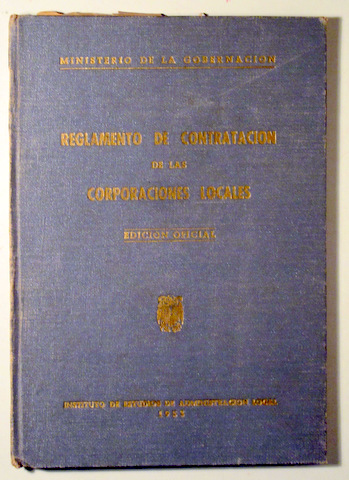 MINISTERIO DE LA GOBERNACION
REGLAMENTO DE CONTRATACION
DE LAS
CORPORACIONES LOCALES
EDICION OFICIAL
INSTITUTO DE ESTUDIOS DE ADMINISTRACION LOCAL
1953